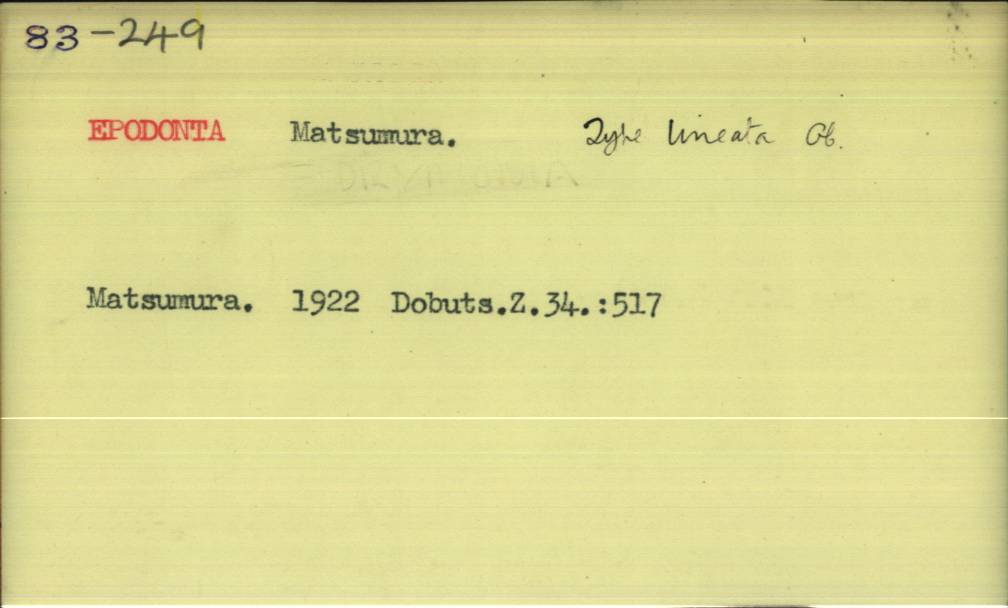 83-249
EPODONTA Matsumura. Type lineata Ob.
Matsumura. 1922 Dobuts.Z.34.:517